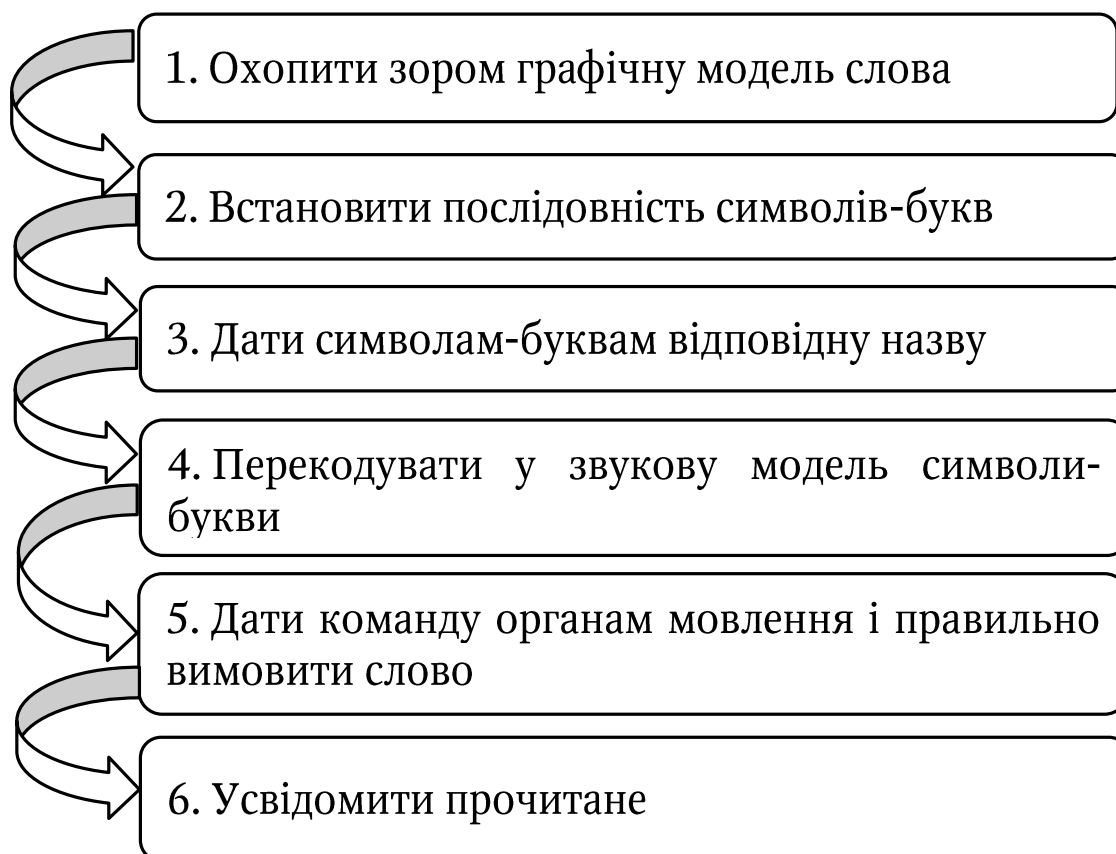 1. Охопити зором графічну модель слова
2. Встановити послідовність символів-букв
3. Дати символам-буквам відповідну назву
4. Перекодувати у звукову модель символи-
букви
5. Дати команду органам мовлення і правильно
вимовити слово
6. Усвідомити прочитане